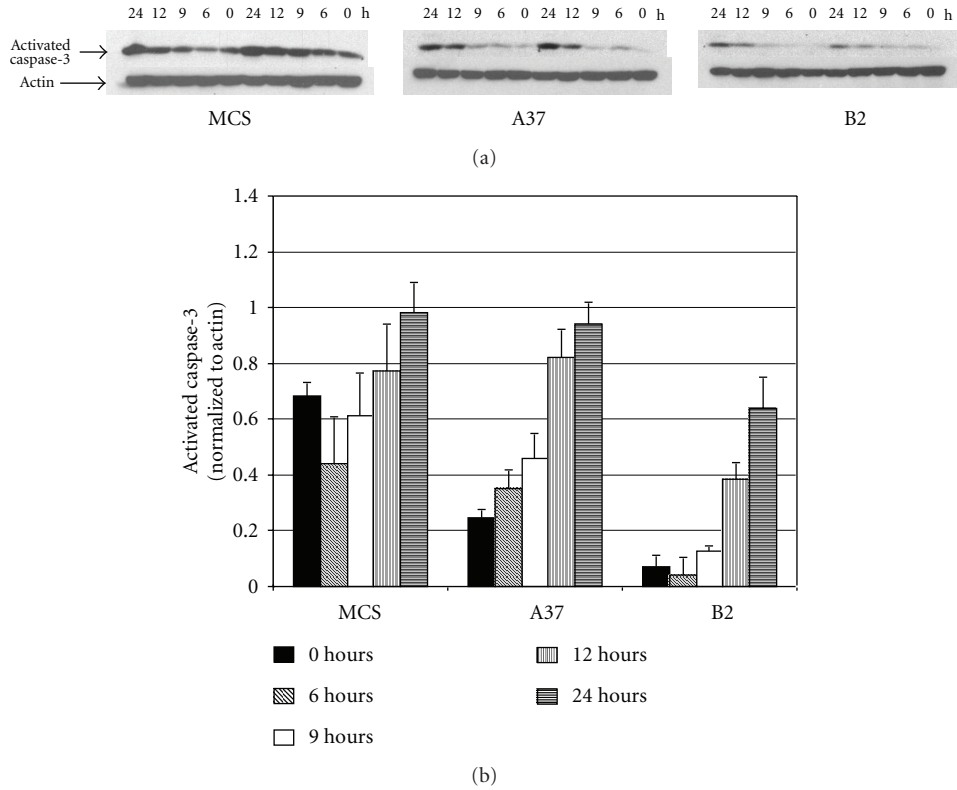 24 12 9 6 0 24 12 9 6 0 h
24 12 9 6 0 24 12 9 6 0 h
24 12 9 6 0 24 12 9 6 0 h
Activated
caspase-3
Actin
MCS
A37
B2
(a)
1.4
1.2
1
0.8
0.6
0.4
0.2
0
Activated caspase-3
(normalized to actin)
MCS
A37
B2
0 hours
6 hours
9 hours
12 hours
24 hours
(b)